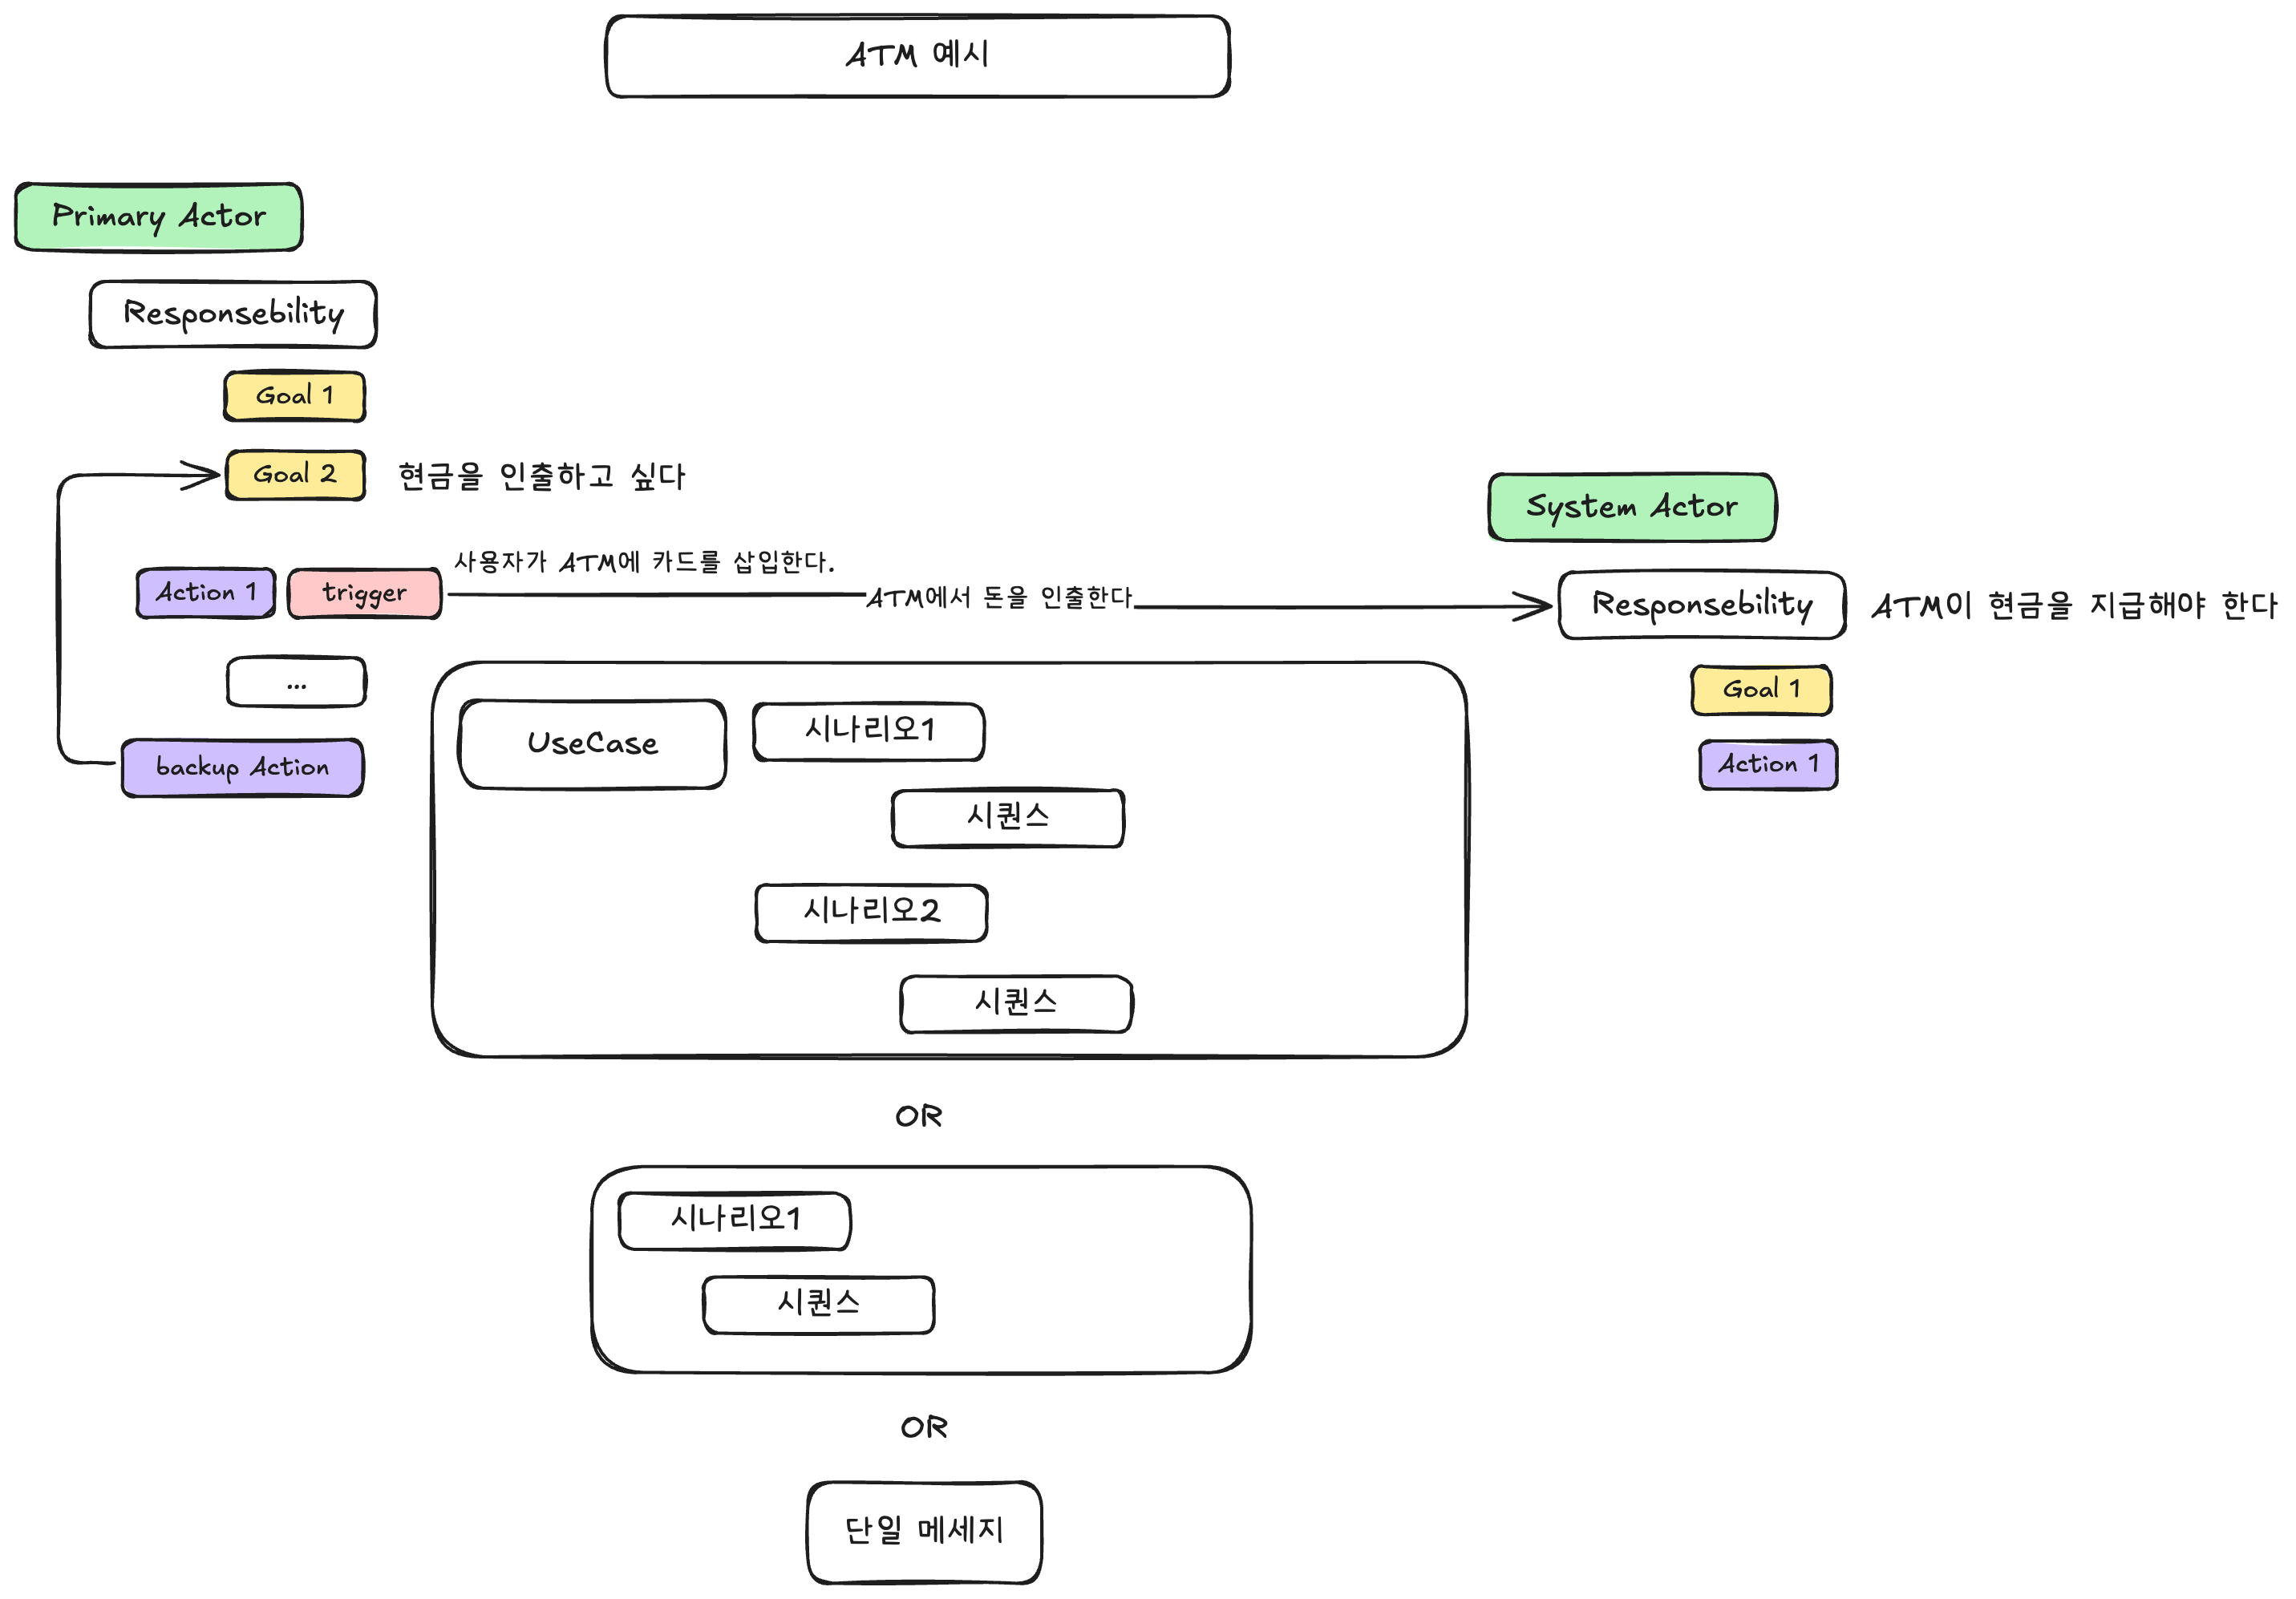 ATM 예시
Primary Actor
Responsebility
Goal 1
Goal 2
현금을 인출하고 싶다
Action 1
trigger
사용자가 ATM에 카드를 삽입한다.
ATM에서 돈을 인출한다
...
backup Action
System Actor
Responsebility
ATM이 현금을 지급해야 한다
Goal 1
Action 1
UseCase
시나리오1
시퀀스
시나리오2
시퀀스
OR
시나리오1
시퀀스
OR
단일 메세지